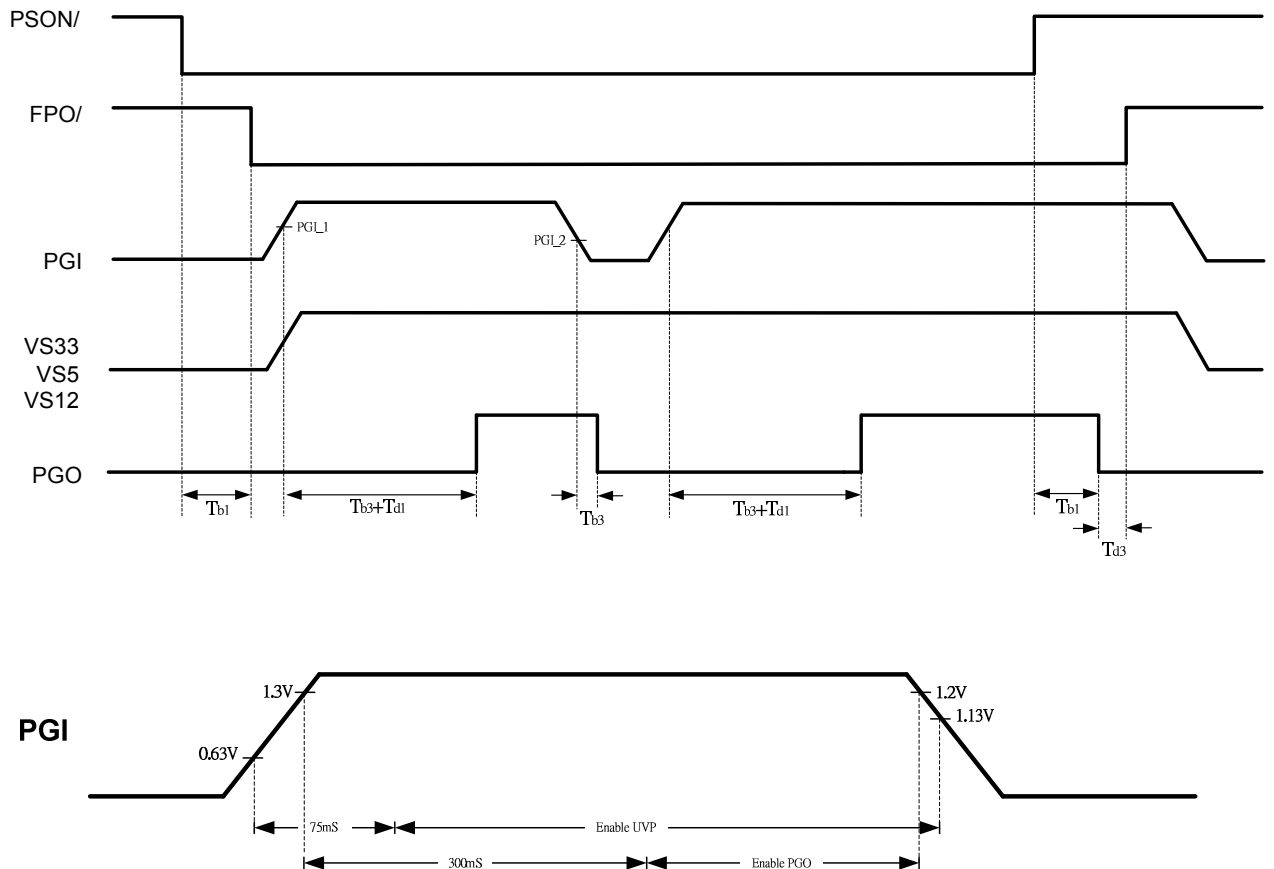 PSON/
FPO/
PGI_1
PGI_2
PGI
VS33
VS5
VS12
PGO
Tb1
Tb3+Td1
Tb3
Tb3+Td1
Tb1
Td3
1.3V
1.2V
PGI
1.13V
0.63V
75mS
Enable UVP
300mS
Enable PGO